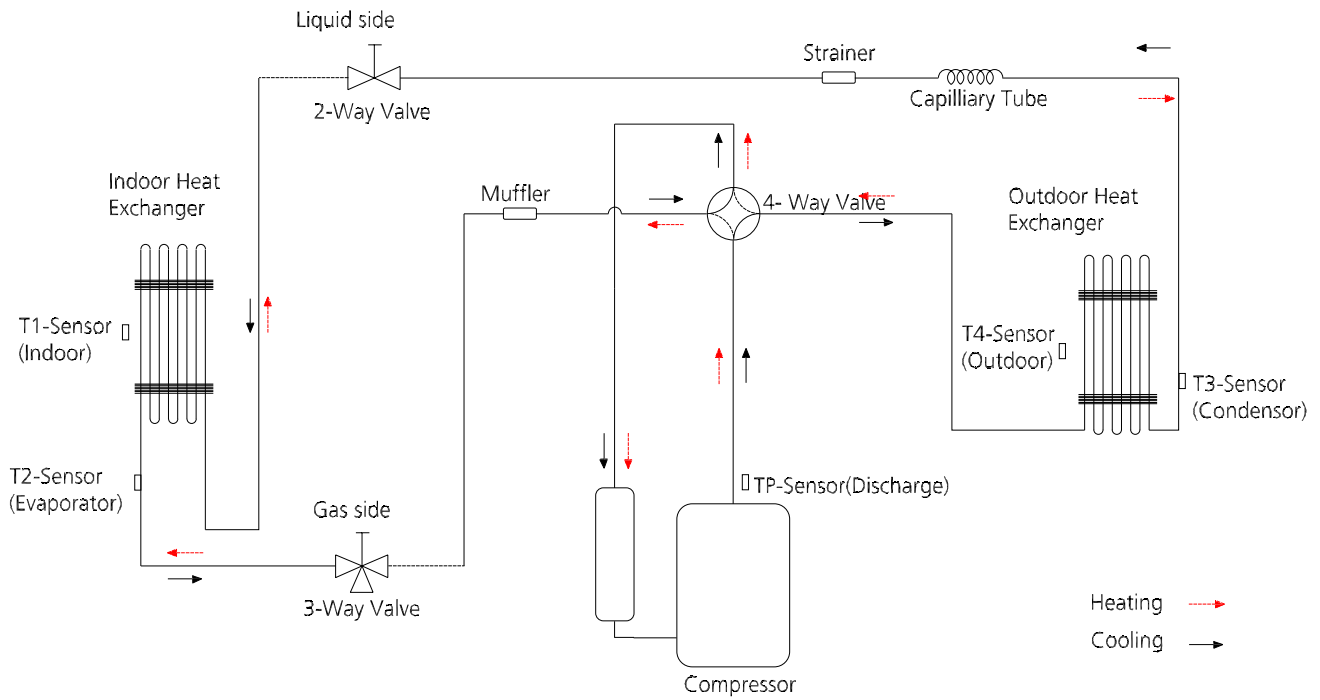 Liquid side
2-Way Valve
Strainer
Capilliary Tube
Indoor Heat
Exchanger
Muffler
4- Way Valve
Outdoor Heat
Exchanger
T1-Sensor
(Indoor)
T4-Sensor
(Outdoor)
T3-Sensor
(Condensor)
T2-Sensor
(Evaporator)
TP-Sensor(Discharge)
Gas side
3-Way Valve
Compressor
Heating
Cooling